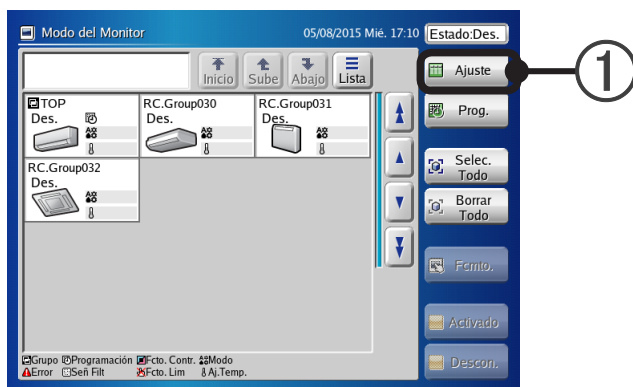 Modo del Monitor
05/08/2015 Mié. 17:10
Estado:Des.
Inicio
Sube
Abajo
Lista
Ajuste
1
TOP
Des.
RC.Group030
Des.
RC.Group031
Des.
Prog.
RC.Group032
Des.
Selec.
Todo
Borrar
Todo
Fcmto.
Activado
Descon.
Grupo Programación Fcto. Contr. Modo
Error Señ Filt Fcto. Lim Aj.Temp.